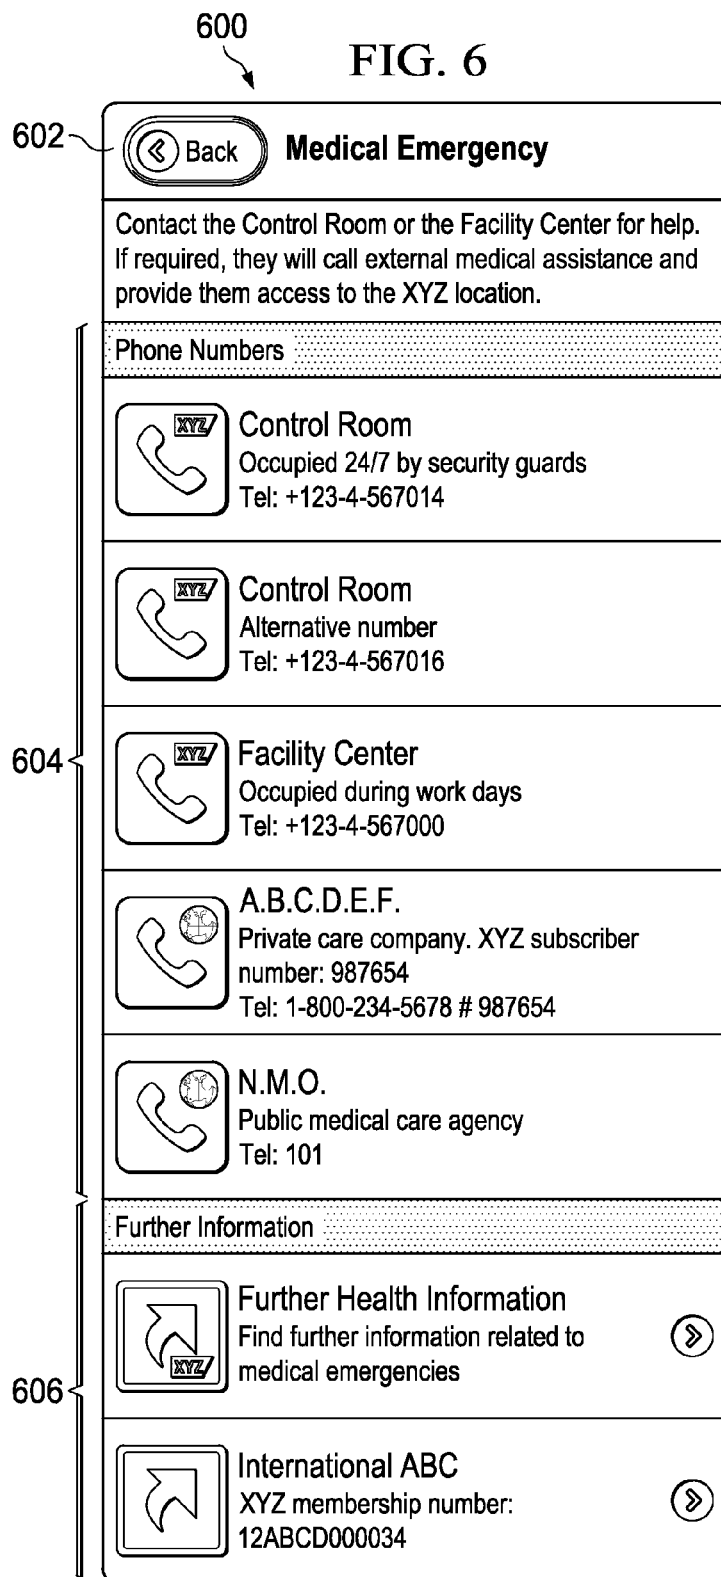 600
FIG. 6
602
Back
Medical Emergency
Contact the Control Room or the Facility Center for help.
If required, they will call external medical assistance and
provide them access to the XYZ location.
Phone Numbers
XYZ
Control Room
Occupied 24/7 by security guards
Tel: +123-4-567014
XYZ
Control Room
Alternative number
Tel: +123-4-567016
604
XYZ
Facility Center
Occupied during work days
Tel: +123-4-567000
A.B.C.D.E.F.
Private care company. XYZ subscriber
number: 987654
Tel: 1-800-234-5678 # 987654
N.M.O.
Public medical care agency
Tel: 101
Further Information
606
XYZ
Further Health Information
Find further information related to
medical emergencies
International ABC
XYZ membership number:
12ABCD000034